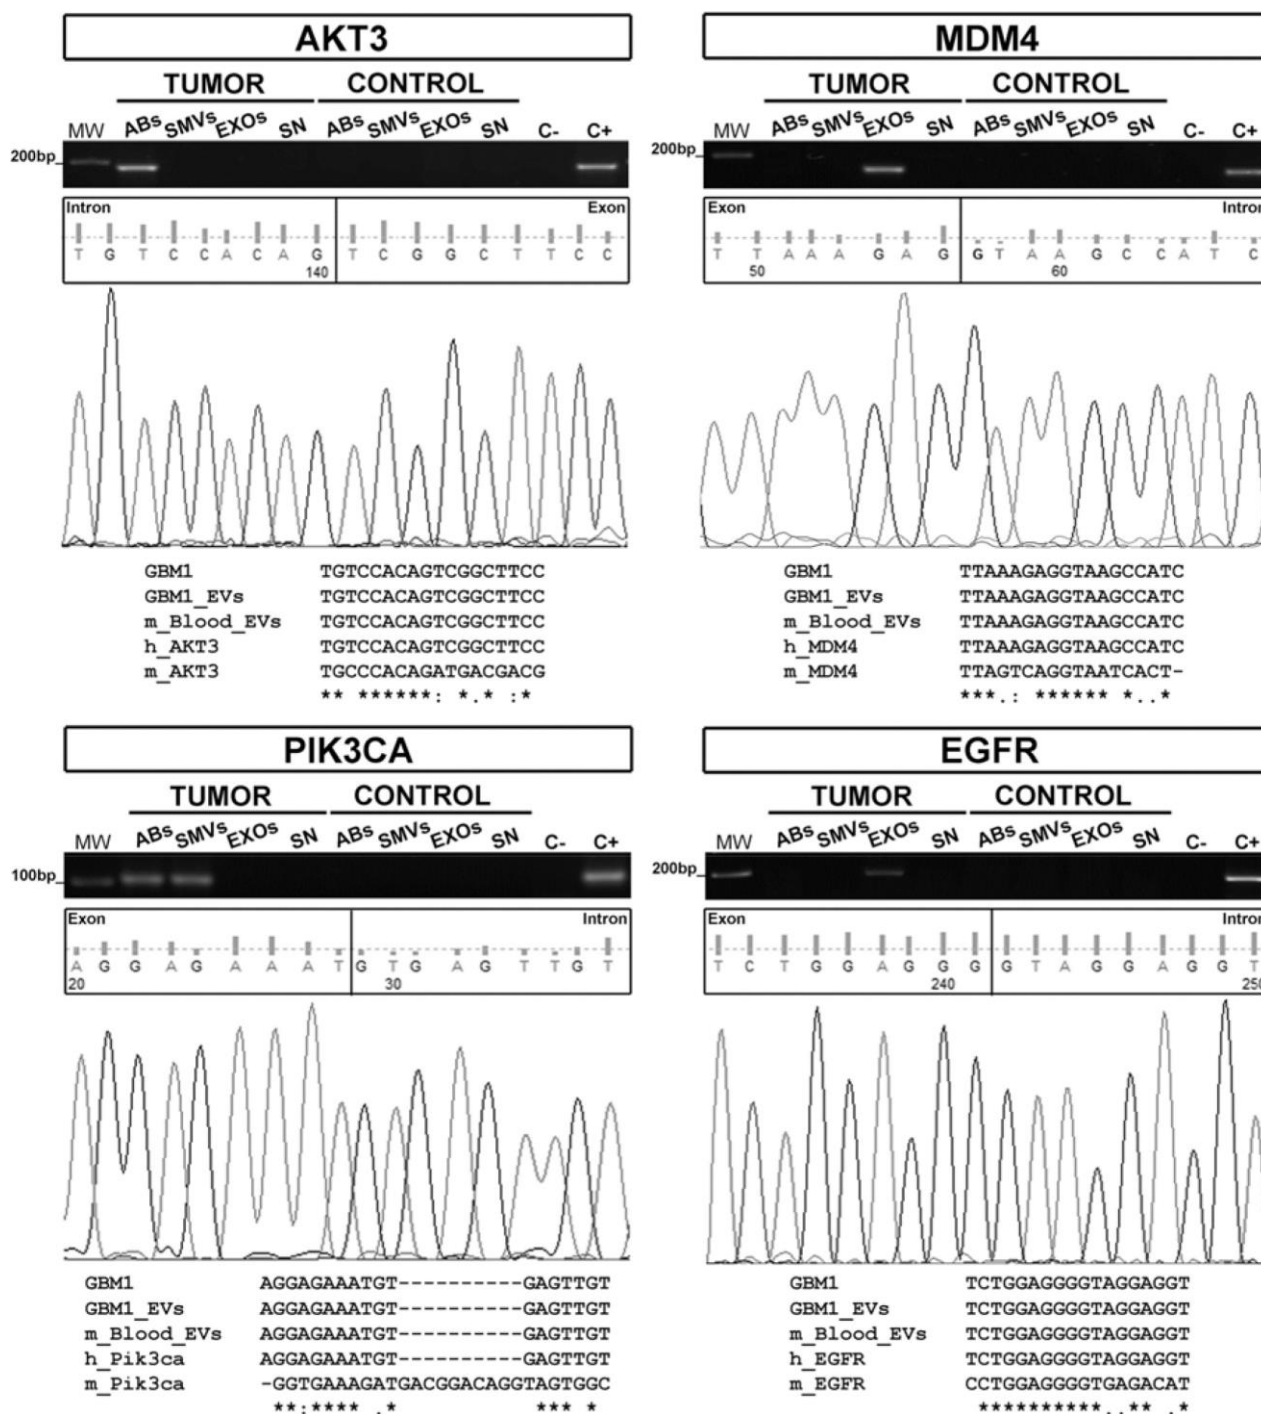 AKT3
TUMOR CONTROL
MW ABs SMVs EXOs SN ABs SMVs EXOs SN C- C+
200bp
Intron Exon
T G T C C A C A G T C G G C T T C C
140
GBM1 TGTCCACAGTCGGCTTCC
GBM1_EVs TGTCCACAGTCGGCTTCC
m_Blood_EVs TGTCCACAGTCGGCTTCC
h_AKT3 TGTCCACAGTCGGCTTCC
m_AKT3 TGCCCACAGATGACGACG
** ******: *.* :*
MDM4
TUMOR CONTROL
MW ABs SMVs EXOs SN ABs SMVs EXOs SN C- C+
200bp
Exon Intron
T T A A A G A G G T A A G C C A T C
50 60
GBM1 TTAAAGAGGTAAGCCATC
GBM1_EVs TTAAAGAGGTAAGCCATC
m_Blood_EVs TTAAAGAGGTAAGCCATC
h_MDM4 TTAAAGAGGTAAGCCATC
m_MDM4 TTAGTCAGGTAATCACT-
***.: ****** *..*
PIK3CA
TUMOR CONTROL
MW ABs SMVs EXOs SN ABs SMVs EXOs SN C- C+
100bp
Exon Intron
A G G A G A A A T G T G A G T T G T
20 30
GBM1 AGGAGAAATGT----------GAGTTGT
GBM1_EVs AGGAGAAATGT----------GAGTTGT
m_Blood_EVs AGGAGAAATGT----------GAGTTGT
h_Pik3ca AGGAGAAATGT----------GAGTTGT
m_Pik3ca -GGTGAAAGATGACGGACAGGTAGTGGC
**:**** .* *** *
EGFR
TUMOR CONTROL
MW ABs SMVs EXOs SN ABs SMVs EXOs SN C- C+
200bp
Exon Intron
T C T G G A G G G G T A G G A G G T
240 250
GBM1 TCTGGAGGGGTAGGAGGT
GBM1_EVs TCTGGAGGGGTAGGAGGT
m_Blood_EVs TCTGGAGGGGTAGGAGGT
h_EGFR TCTGGAGGGGTAGGAGGT
m_EGFR CCTGGAGGGGTGAGACAT
**********..** .*